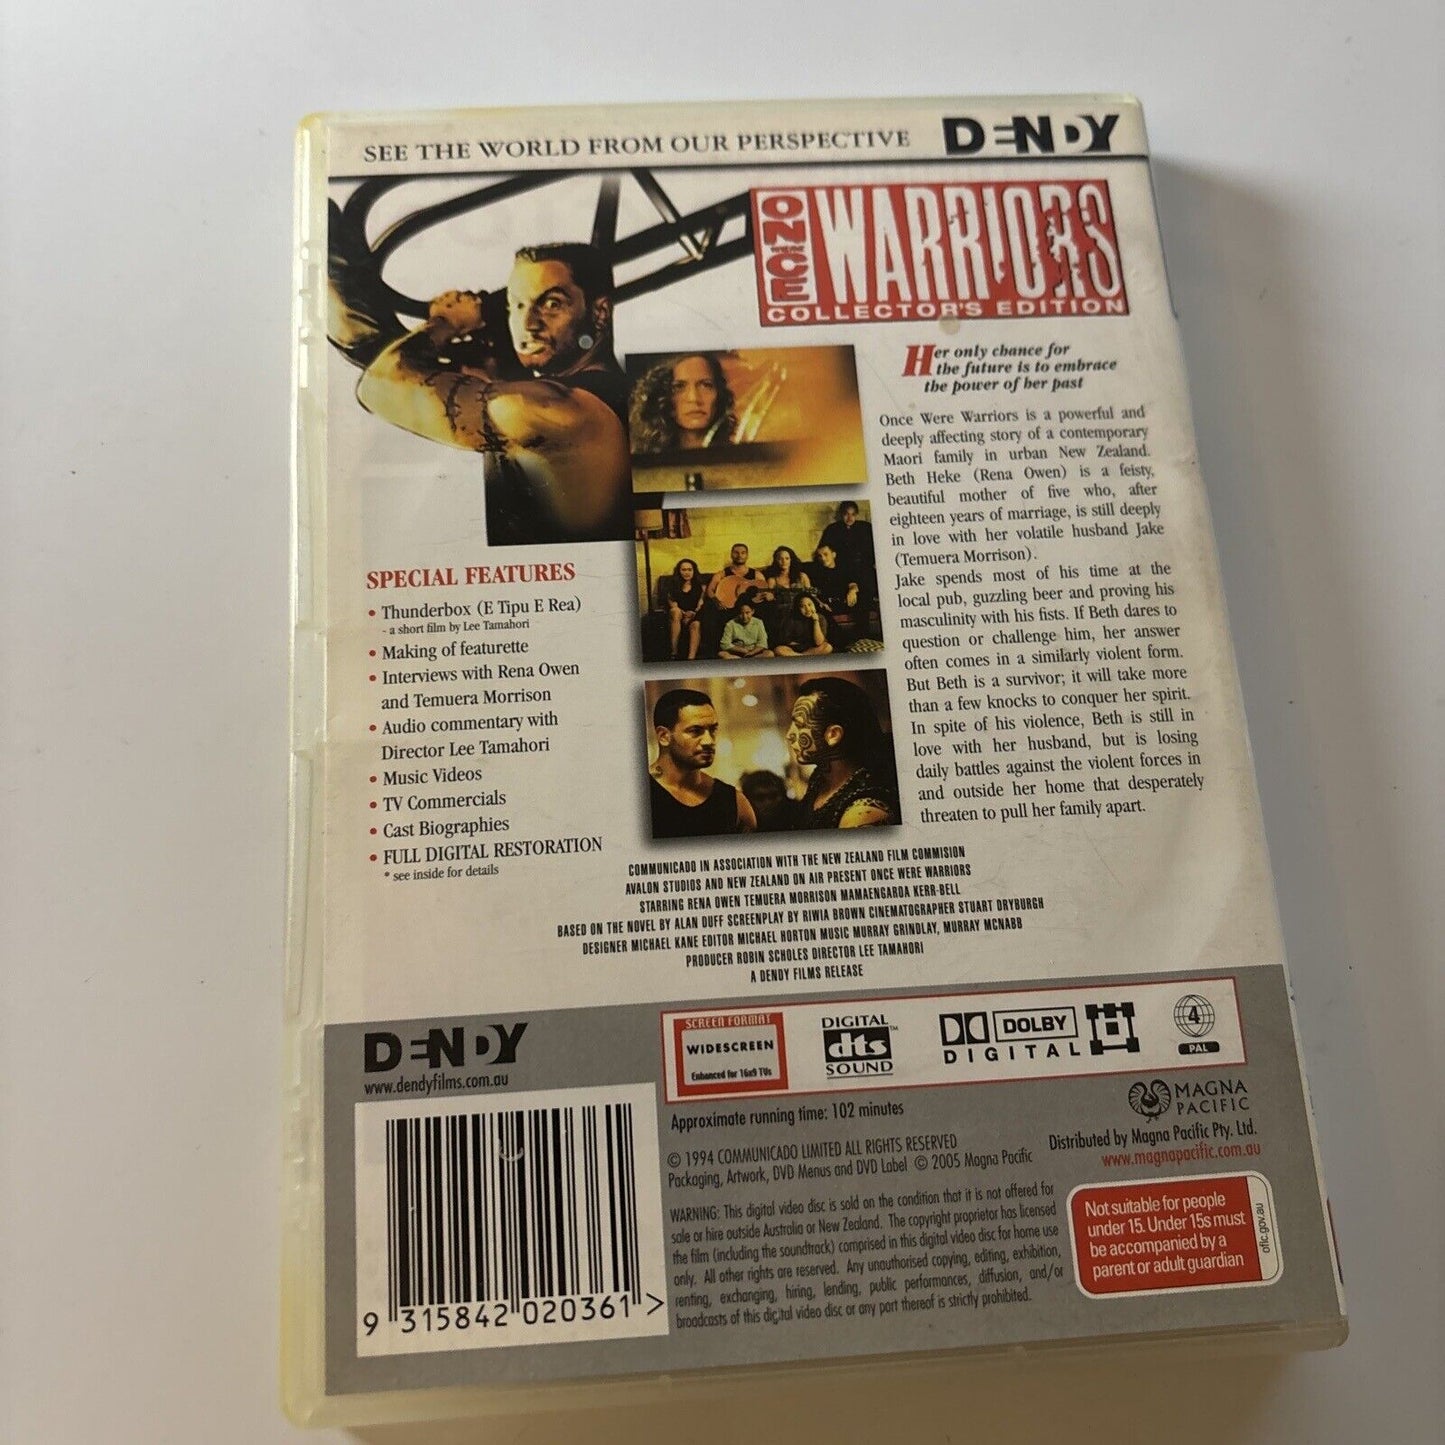 SEE THE WORLD FROM OUR PERSPECTIVE
DENDY
ONCE WERE WARRIORS
COLLECTOR'S EDITION
Her only chance for
the future is to embrace
the power of her past
Once Were Warriors is a powerful and
deeply affecting story of a contemporary
Maori family in urban New Zealand.
Beth Heke (Rena Owen) is a feisty,
beautiful mother of five who, after
eighteen years of marriage, is still deeply
in love with her volatile husband Jake
(Temuera Morrison).
Jake spends most of his time at the
local pub, guzzling beer and proving his
masculinity with his fists. If Beth dares to
question or challenge him, her answer
often comes in a similarly violent form.
But Beth is a survivor; it will take more
than a few knocks to conquer her spirit.
In spite of his violence, Beth is still in
love with her husband, but is losing
daily battles against the violent forces in
and outside her home that desperately
threaten to pull her family apart.
SPECIAL FEATURES
• Thunderbox (E Tipu E Rea)
- a short film by Lee Tamahori
• Making of featurette
• Interviews with Rena Owen
and Temuera Morrison
• Audio commentary with
Director Lee Tamahori
• Music Videos
• TV Commercials
• Cast Biographies
• FULL DIGITAL RESTORATION
* see inside for details
COMMUNICADO IN ASSOCIATION WITH THE NEW ZEALAND FILM COMMISION
AVALON STUDIOS AND NEW ZEALAND ON AIR PRESENT ONCE WERE WARRIORS
STARRING RENA OWEN TEMUERA MORRISON MAMAENGAROA KERR-BELL
BASED ON THE NOVEL BY ALAN DUFF SCREENPLAY BY RIWIA BROWN CINEMATOGRAPHER STUART DRYBURGH
DESIGNER MICHAEL KANE EDITOR MICHAEL HORTON MUSIC MURRAY GRINDLAY, MURRAY MCNABB
PRODUCER ROBIN SCHOLES DIRECTOR LEE TAMAHORI
A DENDY FILMS RELEASE
DENDY
www.dendyfilms.com.au
SCREEN FORMAT
WIDESCREEN
Enhanced for 16x9 TVs
DIGITAL
dts™
SOUND
DOLBY
DIGITAL
4
PAL
Approximate running time: 102 minutes
MAGNA
PACIFIC
© 1994 COMMUNICADO LIMITED ALL RIGHTS RESERVED
Packaging, Artwork, DVD Menus and DVD Label © 2005 Magna Pacific
Distributed by Magna Pacific Pty. Ltd.
www.magnapacific.com.au
WARNING: This digital video disc is sold on the condition that it is not offered for
sale or hire outside Australia or New Zealand. The copyright proprietor has licensed
the film (including the soundtrack) comprised in this digital video disc for home use
only. All other rights are reserved. Any unauthorised copying, editing, exhibition,
renting, exchanging, hiring, lending, public performances, diffusion, and/or
broadcasts of this digital video disc or any part thereof is strictly prohibited.
Not suitable for people
under 15. Under 15s must
be accompanied by a
parent or adult guardian
oflc.gov.au
9 315842 020361 >